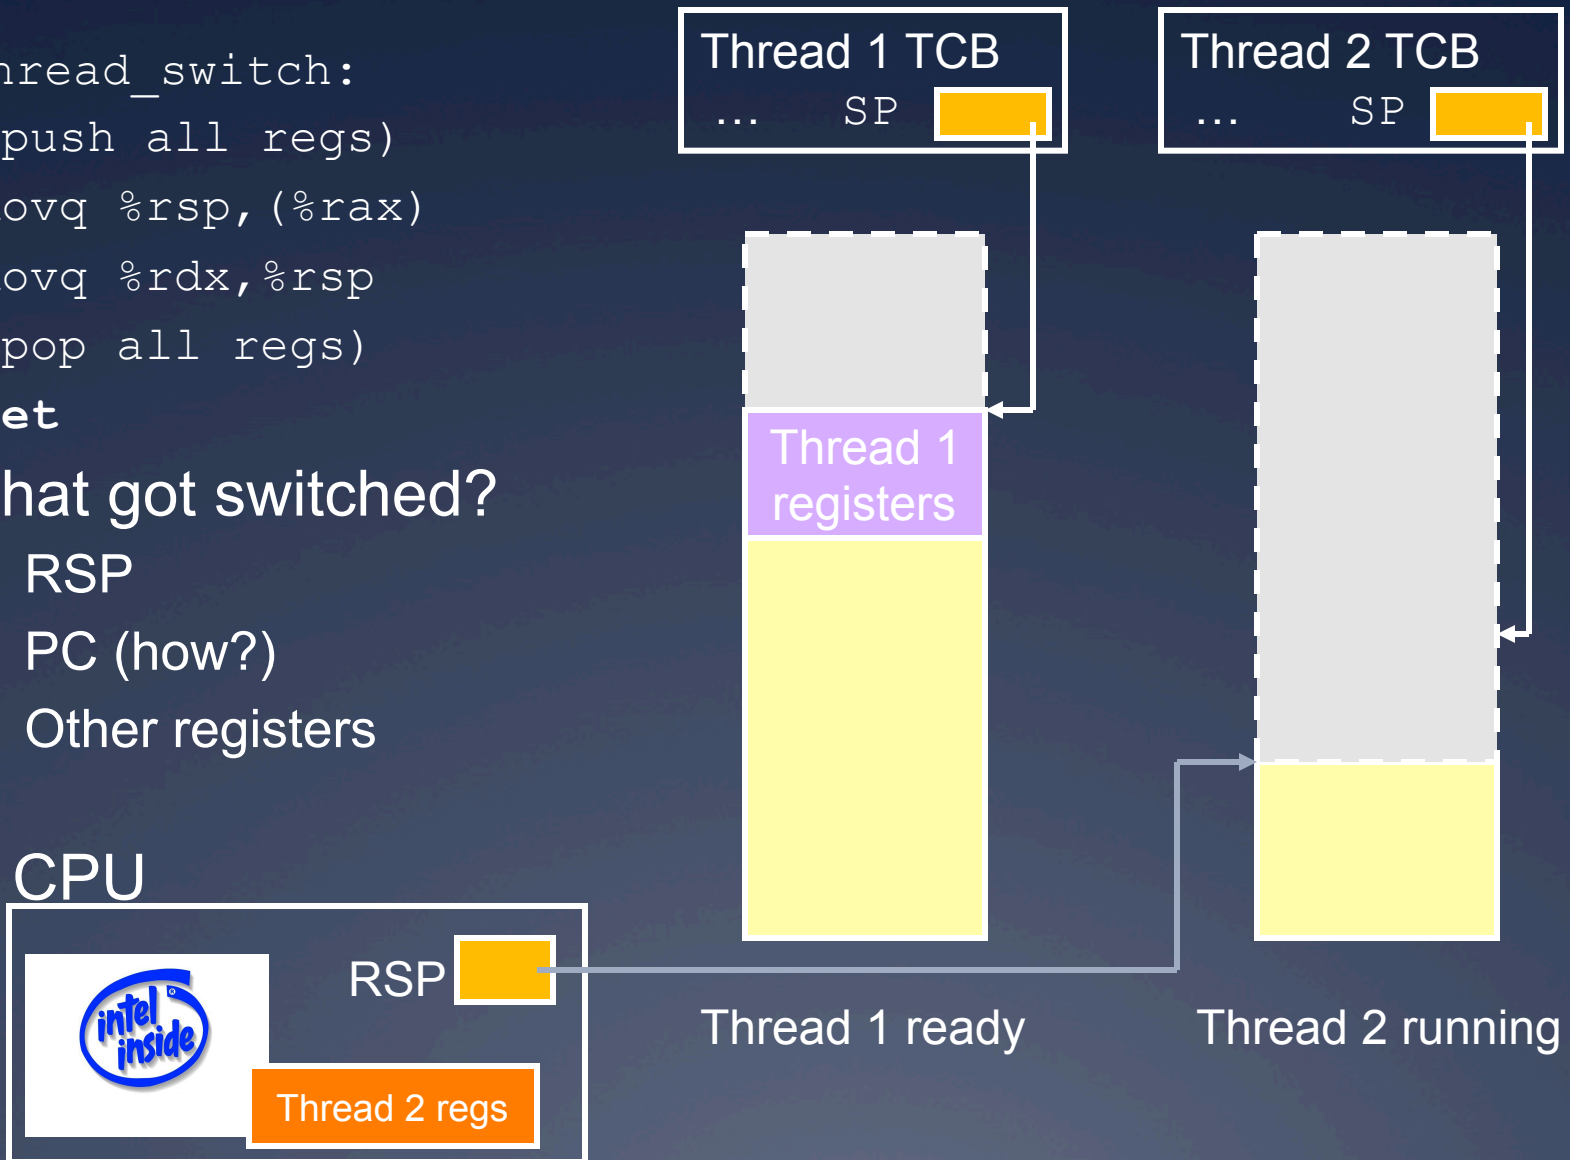 hread_switch:
push all regs)
ovq %rsp,(%rax)
ovq %rdx,%rsp
pop all regs)
et
hat got switched?
RSP
PC (how?)
Other registers
CPU
RSP
intel
inside
®
Thread 2 regs
Thread 1 TCB
... SP
Thread 1
registers
Thread 1 ready
Thread 2 TCB
... SP
Thread 2 running